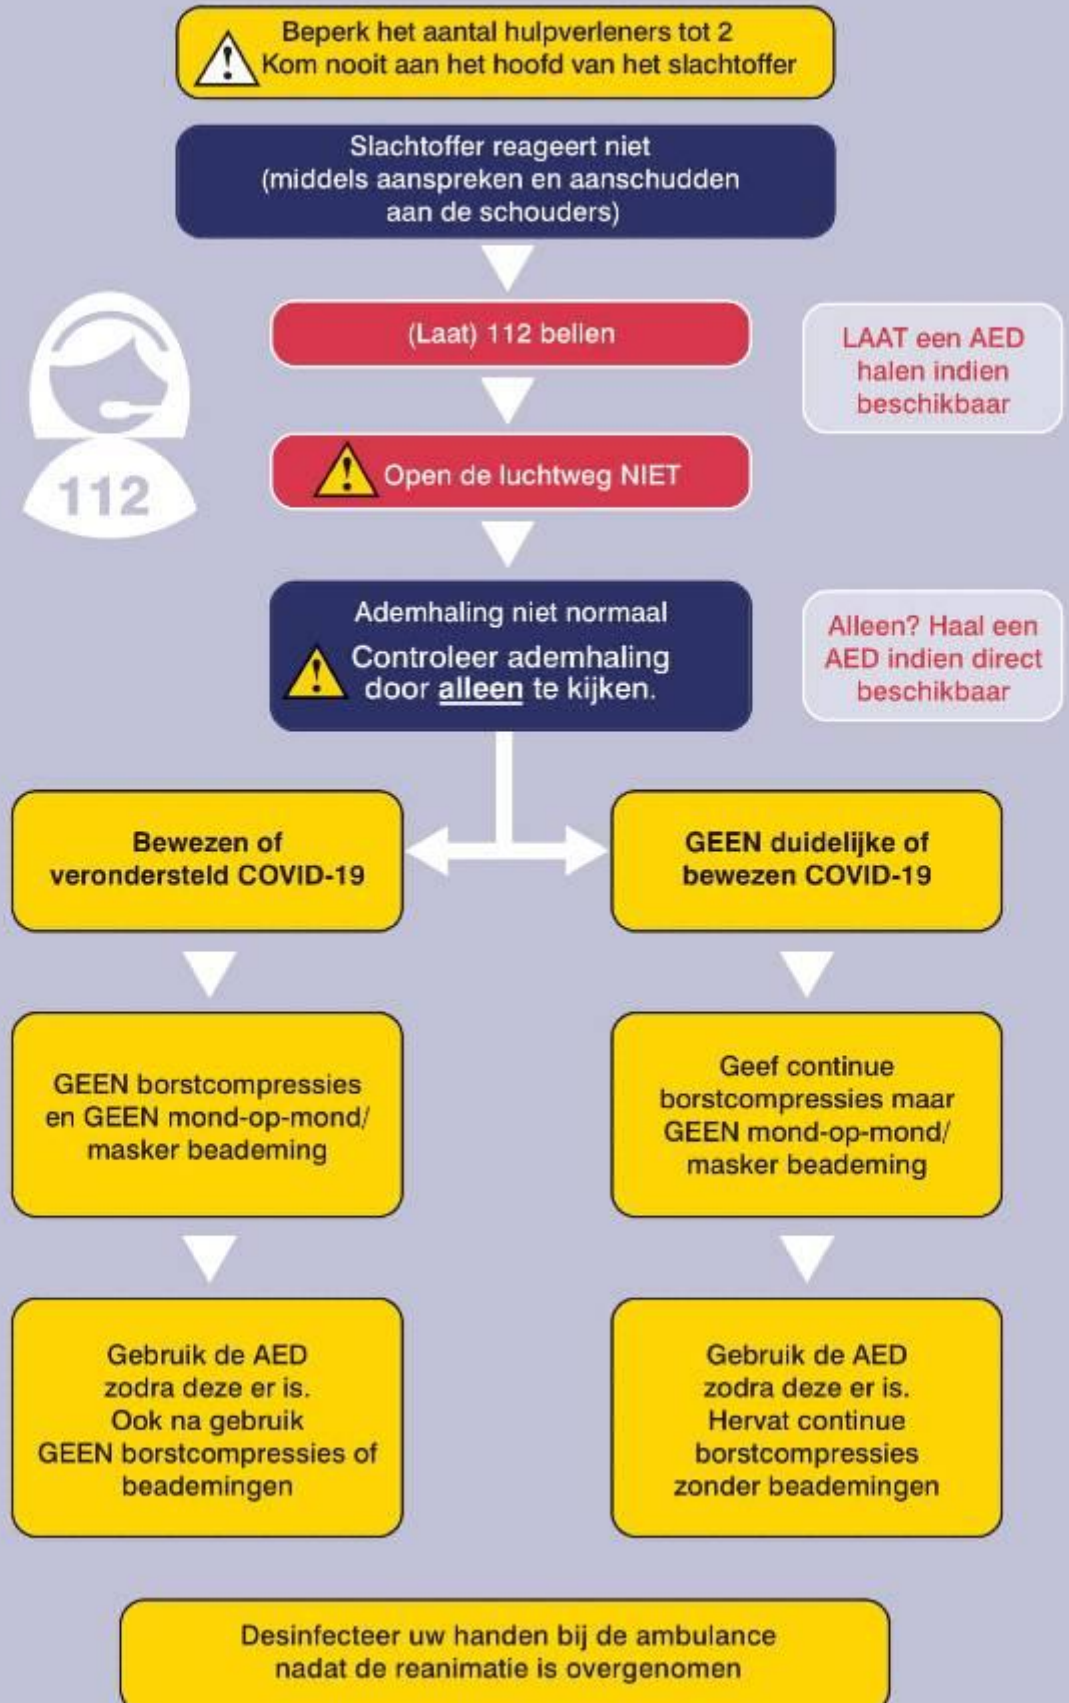 Beperk het aantal hulpverleners tot 2
Kom nooit aan het hoofd van het slachtoffer
Slachtoffer reageert niet
(middels aanspreken en aanschudden
aan de schouders)
(Laat) 112 bellen
LAAT een AED
halen indien
beschikbaar
112
Open de luchtweg NIET
Ademhaling niet normaal
Controleer ademhaling
door alleen te kijken.
Alleen? Haal een
AED indien direct
beschikbaar
Bewezen of
verondersteld COVID-19
GEEN borstcompressies
en GEEN mond-op-mond/
masker beademing
Gebruik de AED
zodra deze er is.
Ook na gebruik
GEEN borstcompressies of
beademingen
GEEN duidelijke of
bewezen COVID-19
Geef continue
borstcompressies maar
GEEN mond-op-mond/
masker beademing
Gebruik de AED
zodra deze er is.
Hervat continue
borstcompressies
zonder beademingen
Desinfecteer uw handen bij de ambulance
nadat de reanimatie is overgenomen